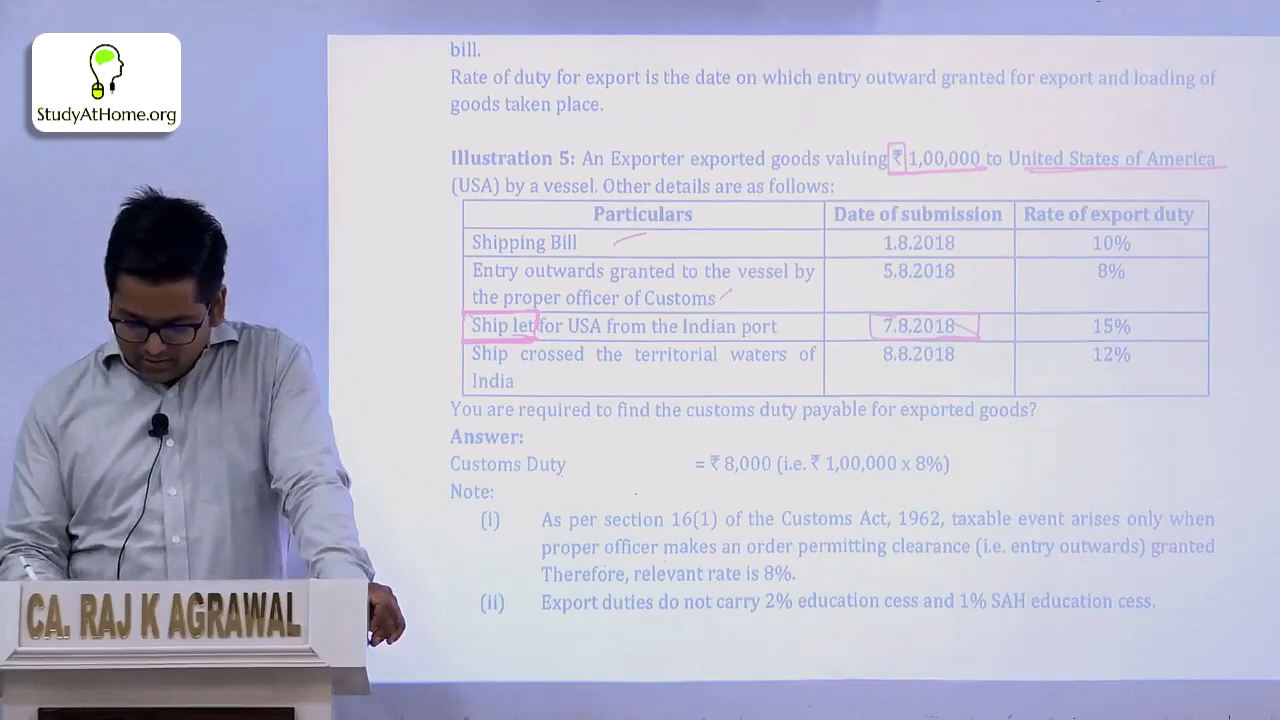 StudyAtHome.org
bill.
Rate of duty for export is the date on which entry outward granted for export and loading of
goods taken place.
Illustration 5: An Exporter exported goods valuing ₹ 1,00,000 to United States of America
(USA) by a vessel. Other details are as follows:
Particulars Date of submission Rate of export duty
Shipping Bill 1.8.2018 10%
Entry outwards granted to the vessel by 5.8.2018 8%
the proper officer of Customs
Ship let for USA from the Indian port 7.8.2018 15%
Ship crossed the territorial waters of 8.8.2018 12%
India
You are required to find the customs duty payable for exported goods?
Answer:
Customs Duty = ₹ 8,000 (i.e. ₹ 1,00,000 x 8%)
Note:
(i) As per section 16(1) of the Customs Act, 1962, taxable event arises only when
proper officer makes an order permitting clearance (i.e. entry outwards) granted
Therefore, relevant rate is 8%.
(ii) Export duties do not carry 2% education cess and 1% SAH education cess.
CA. RAJ K AGRAWAL